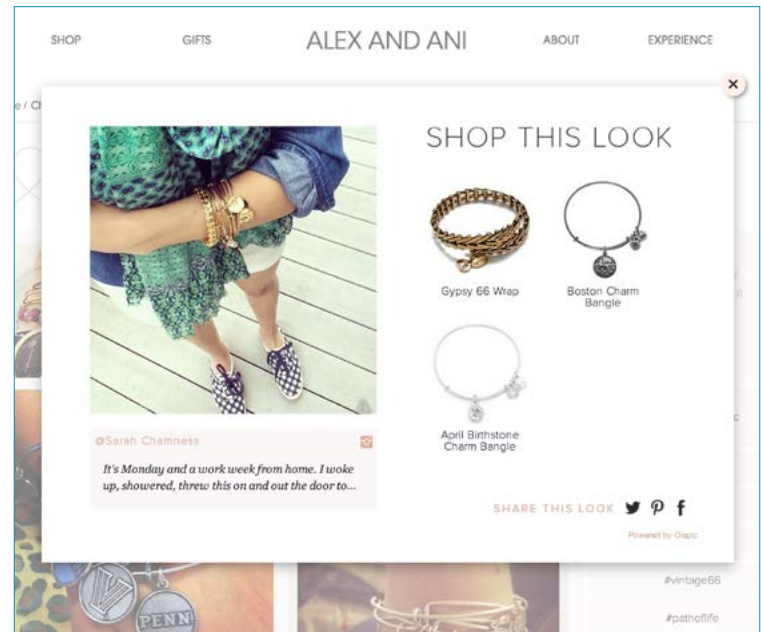 SHOP GIFTS ALEX AND ANI ABOUT EXPERIENCE
SHOP THIS LOOK
Gypsy 66 Wrap
Boston Charm
Bangle
April Birthstone
Charm Bangle
@Sarah Chamness
It's Monday and a work week from home. I woke
up, showered, threw this on and out the door to...
SHARE THIS LOOK
Powered by Olapic
PENN
#vintage66
#pathoflife